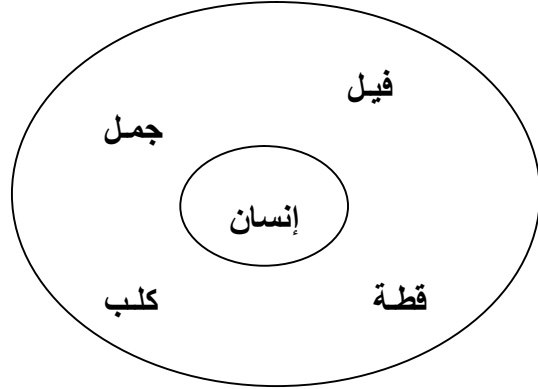 فيل
جمل
إنسان
قطة
كلب